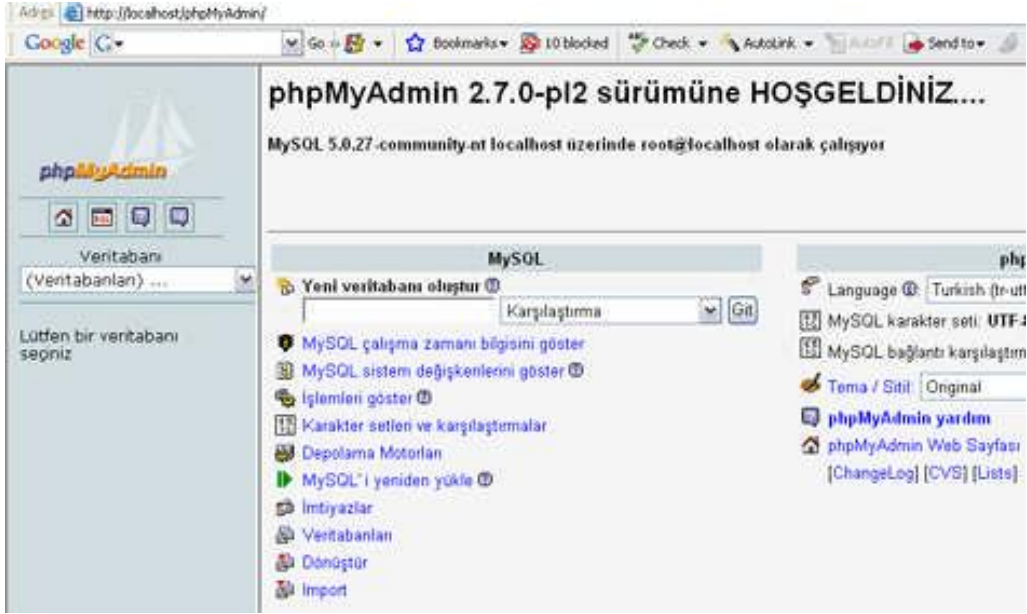 Adres http://localhost/phpMyAdmin/
Google G Go Bookmarks 10 blocked Check AutoLink AutoFill Send to
phpMyAdmin
Veritabanı
(Veritabanları) ...
Lütfen bir veritabanı
seçiniz
phpMyAdmin 2.7.0-pl2 sürümüne HOŞGELDİNİZ....
MySQL 5.0.27-community-nt localhost üzerinde root@localhost olarak çalışıyor
MySQL
Yeni veritabanı oluştur
Karşılaştırma Git
MySQL çalışma zamanı bilgisini göster
MySQL sistem değişkenlerini göster
İşlemleri göster
Karakter setleri ve karşılaştırmalar
Depolama Motorları
MySQL'i yeniden yükle
İmtiyazlar
Veritabanları
Dönüştür
Import
php
Language Turkish (tr-utf
MySQL karakter seti: UTF-8
MySQL bağlantı karşılaştırm
Tema / Stil: Original
phpMyAdmin yardım
phpMyAdmin Web Sayfası
[ChangeLog] [CVS] [Lists]